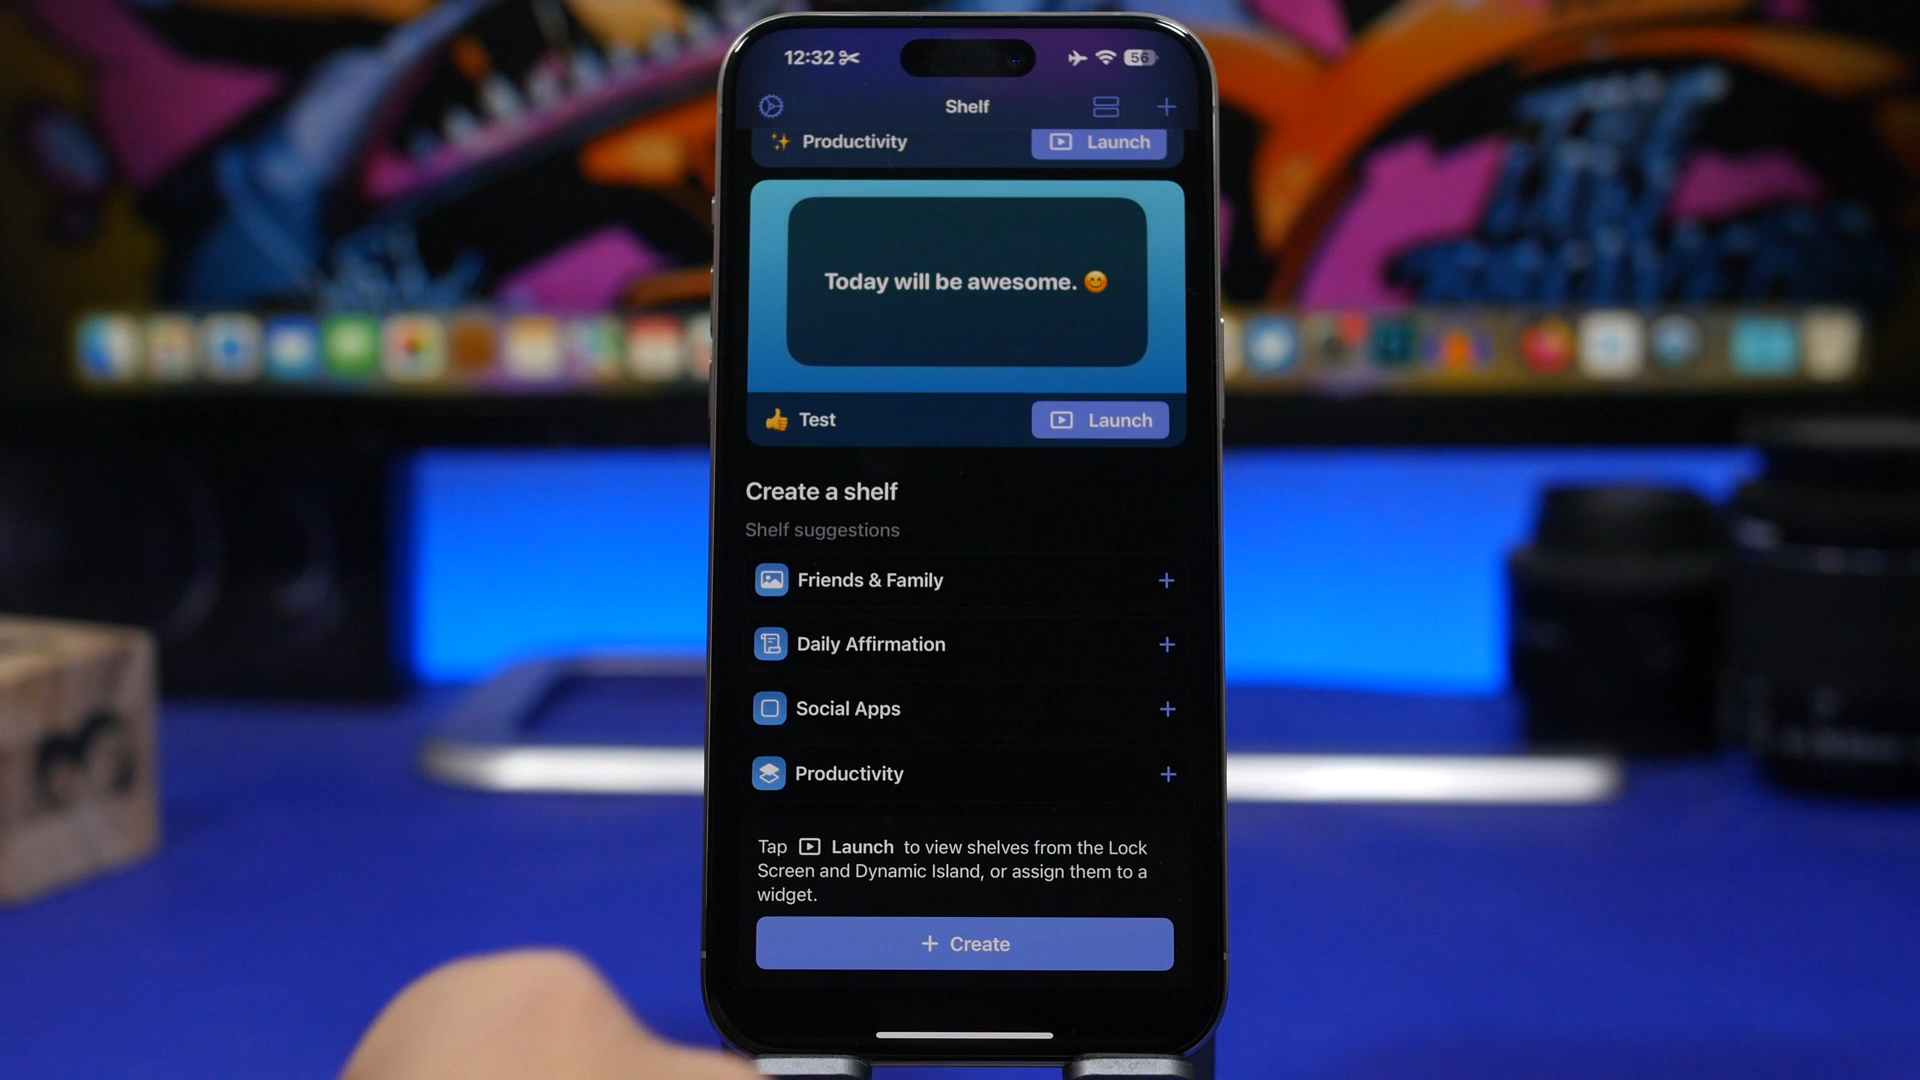 12:32
56
Shelf
✨ Productivity
Launch
Today will be awesome. 😊
👍 Test
Launch
Create a shelf
Shelf suggestions
Friends & Family
Daily Affirmation
Social Apps
Productivity
Tap Launch to view shelves from the Lock
Screen and Dynamic Island, or assign them to a
widget.
+ Create